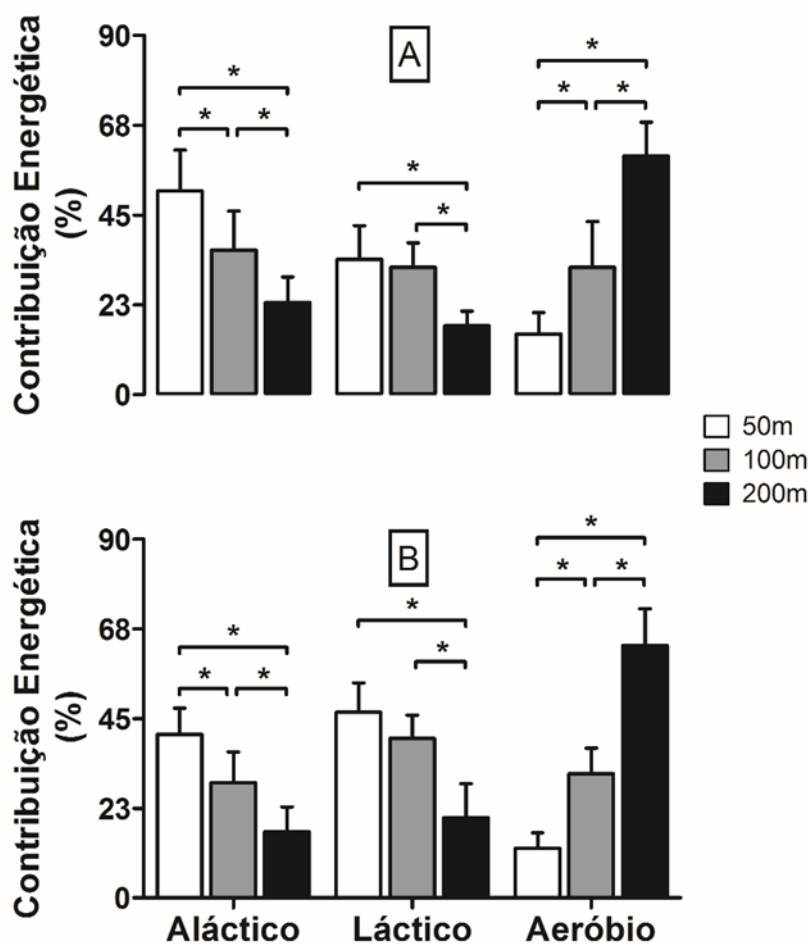 Contribuição Energética
(%)
90
68
45
23
0
A
* * *
* *
* * *
50m
100m
200m
Contribuição Energética
(%)
90
68
45
23
0
B
* * *
* *
* * *
Aláctico Láctico Aeróbio